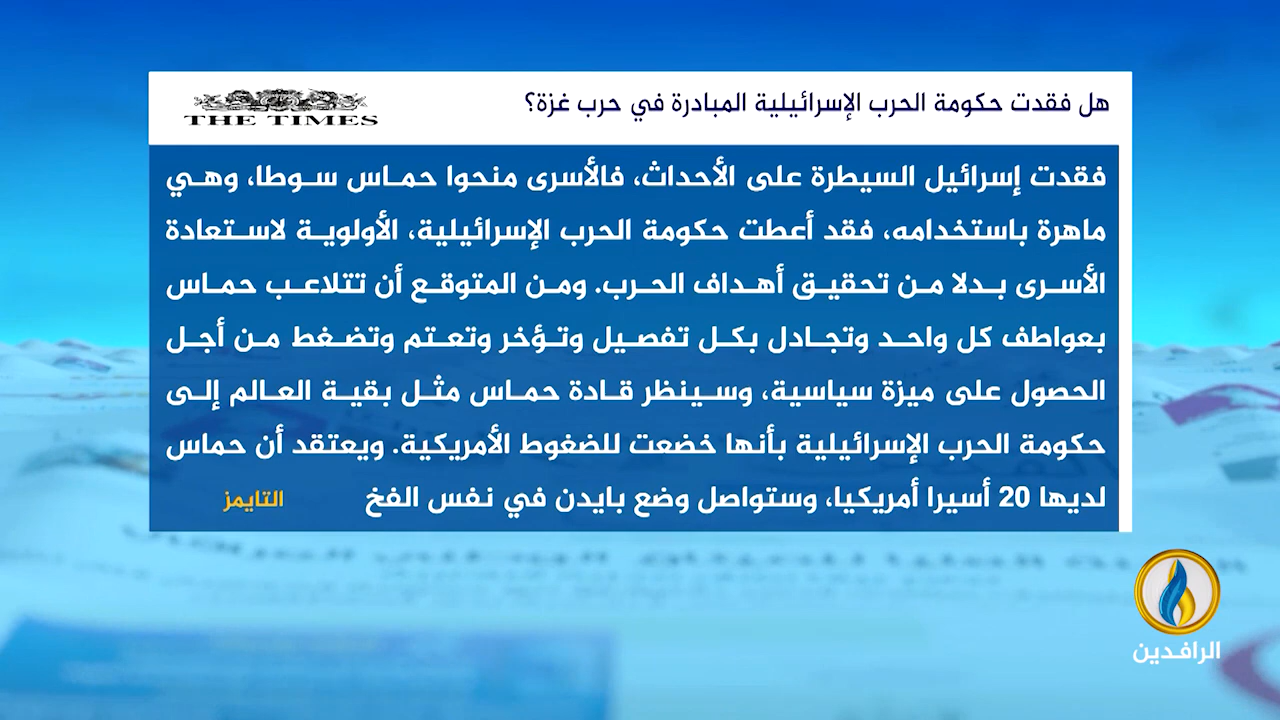 هل فقدت حكومة الحرب الإسرائيلية المبادرة في حرب غزة؟
THE TIMES
فقدت إسرائيل السيطرة على الأحداث، فالأسرى منحوا حماس سوطا، وهي
ماهرة باستخدامه، فقد أعطت حكومة الحرب الإسرائيلية، الأولوية لاستعادة
الأسرى بدلا من تحقيق أهداف الحرب. ومن المتوقع أن تتلاعب حماس
بعواطف كل واحد وتجادل بكل تفصيل وتؤخر وتعتم وتضغط من أجل
الحصول على ميزة سياسية، وسينظر قادة حماس مثل بقية العالم إلى
حكومة الحرب الإسرائيلية بأنها خضعت للضغوط الأمريكية. ويعتقد أن حماس
لديها 20 أسيرا أمريكيا، وستواصل وضع بايدن في نفس الفخ
التايمز
الرافدين